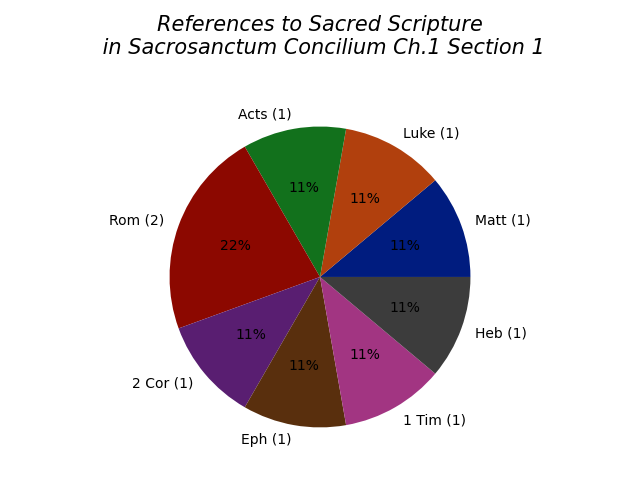 References to Sacred Scripture
in Sacrosanctum Concilium Ch.1 Section 1
Acts (1)
Luke (1)
11%
11%
Rom (2)
Matt (1)
22%
11%
11%
Heb (1)
11%
11%
11%
2 Cor (1)
1 Tim (1)
Eph (1)